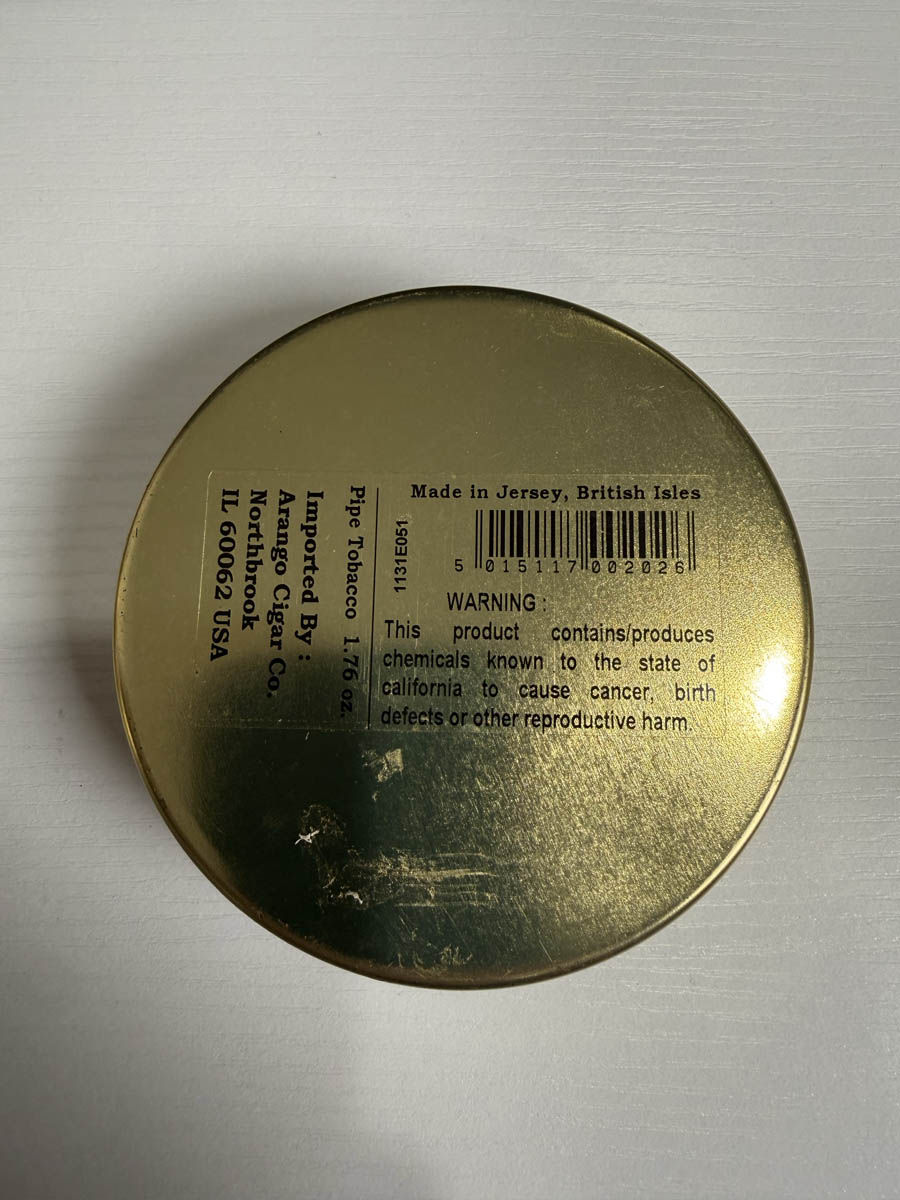 Made in Jersey, British Isles
5 015117 002026
1131E051
WARNING :
This product contains/produces
chemicals known to the state of
california to cause cancer, birth
defects or other reproductive harm.
Pipe Tobacco 1.76 oz.
Imported By :
Arango Cigar Co.
Northbrook
IL 60062 USA